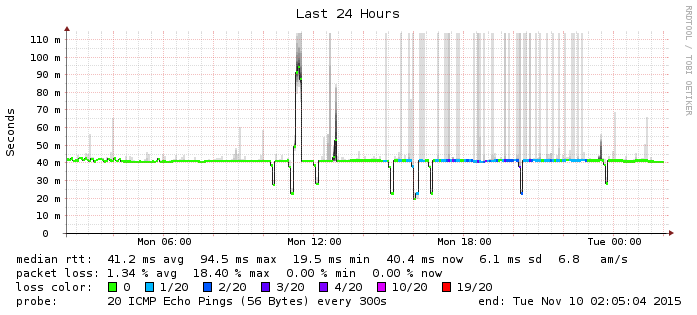 Last 24 Hours
RRDTOOL / TOBI OETIKER
Seconds
110 m
100 m
90 m
80 m
70 m
60 m
50 m
40 m
30 m
20 m
10 m
0
Mon 06:00 Mon 12:00 Mon 18:00 Tue 00:00
median rtt: 41.2 ms avg 94.5 ms max 19.5 ms min 40.4 ms now 6.1 ms sd 6.8 am/s
packet loss: 1.34 % avg 18.40 % max 0.00 % min 0.00 % now
loss color: 0 1/20 2/20 3/20 4/20 10/20 19/20
probe: 20 ICMP Echo Pings (56 Bytes) every 300s end: Tue Nov 10 02:05:04 2015